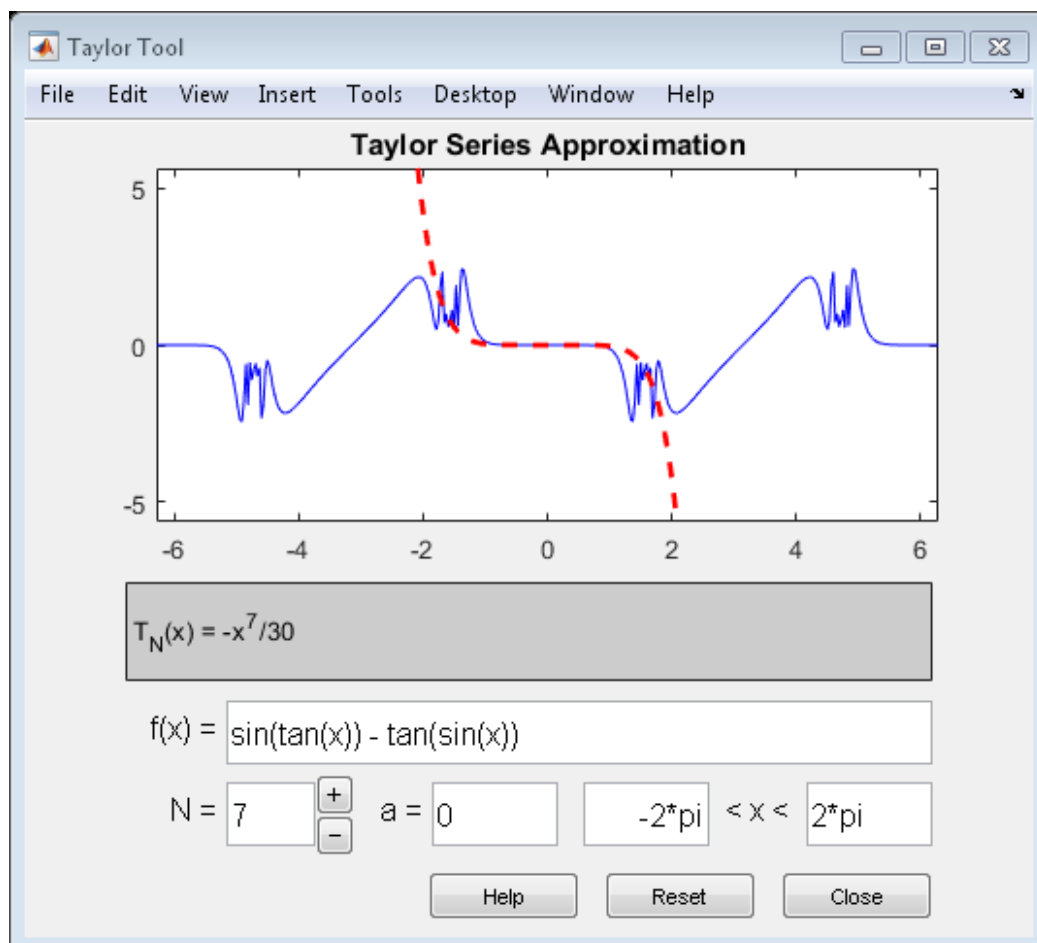 Taylor Tool
File Edit View Insert Tools Desktop Window Help
Taylor Series Approximation
5
0
-5
-6 -4 -2 0 2 4 6
T_N(x) = -x^7/30
f(x) = sin(tan(x)) - tan(sin(x))
N = 7 + − a = 0 -2*pi < x < 2*pi
Help Reset Close